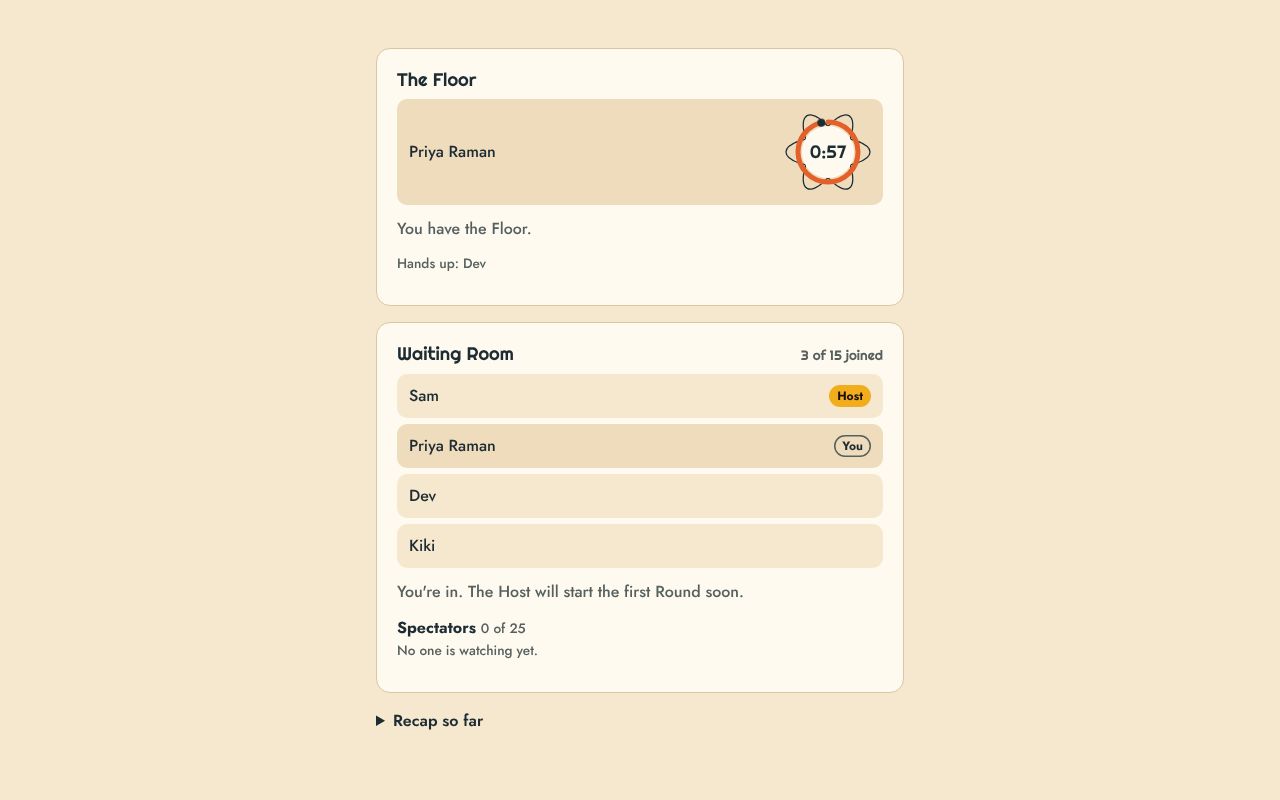 The Floor
Priya Raman
0:57
You have the Floor.
Hands up: Dev
Waiting Room
3 of 15 joined
Sam
Host
Priya Raman
You
Dev
Kiki
You're in. The Host will start the first Round soon.
Spectators 0 of 25
No one is watching yet.
Recap so far